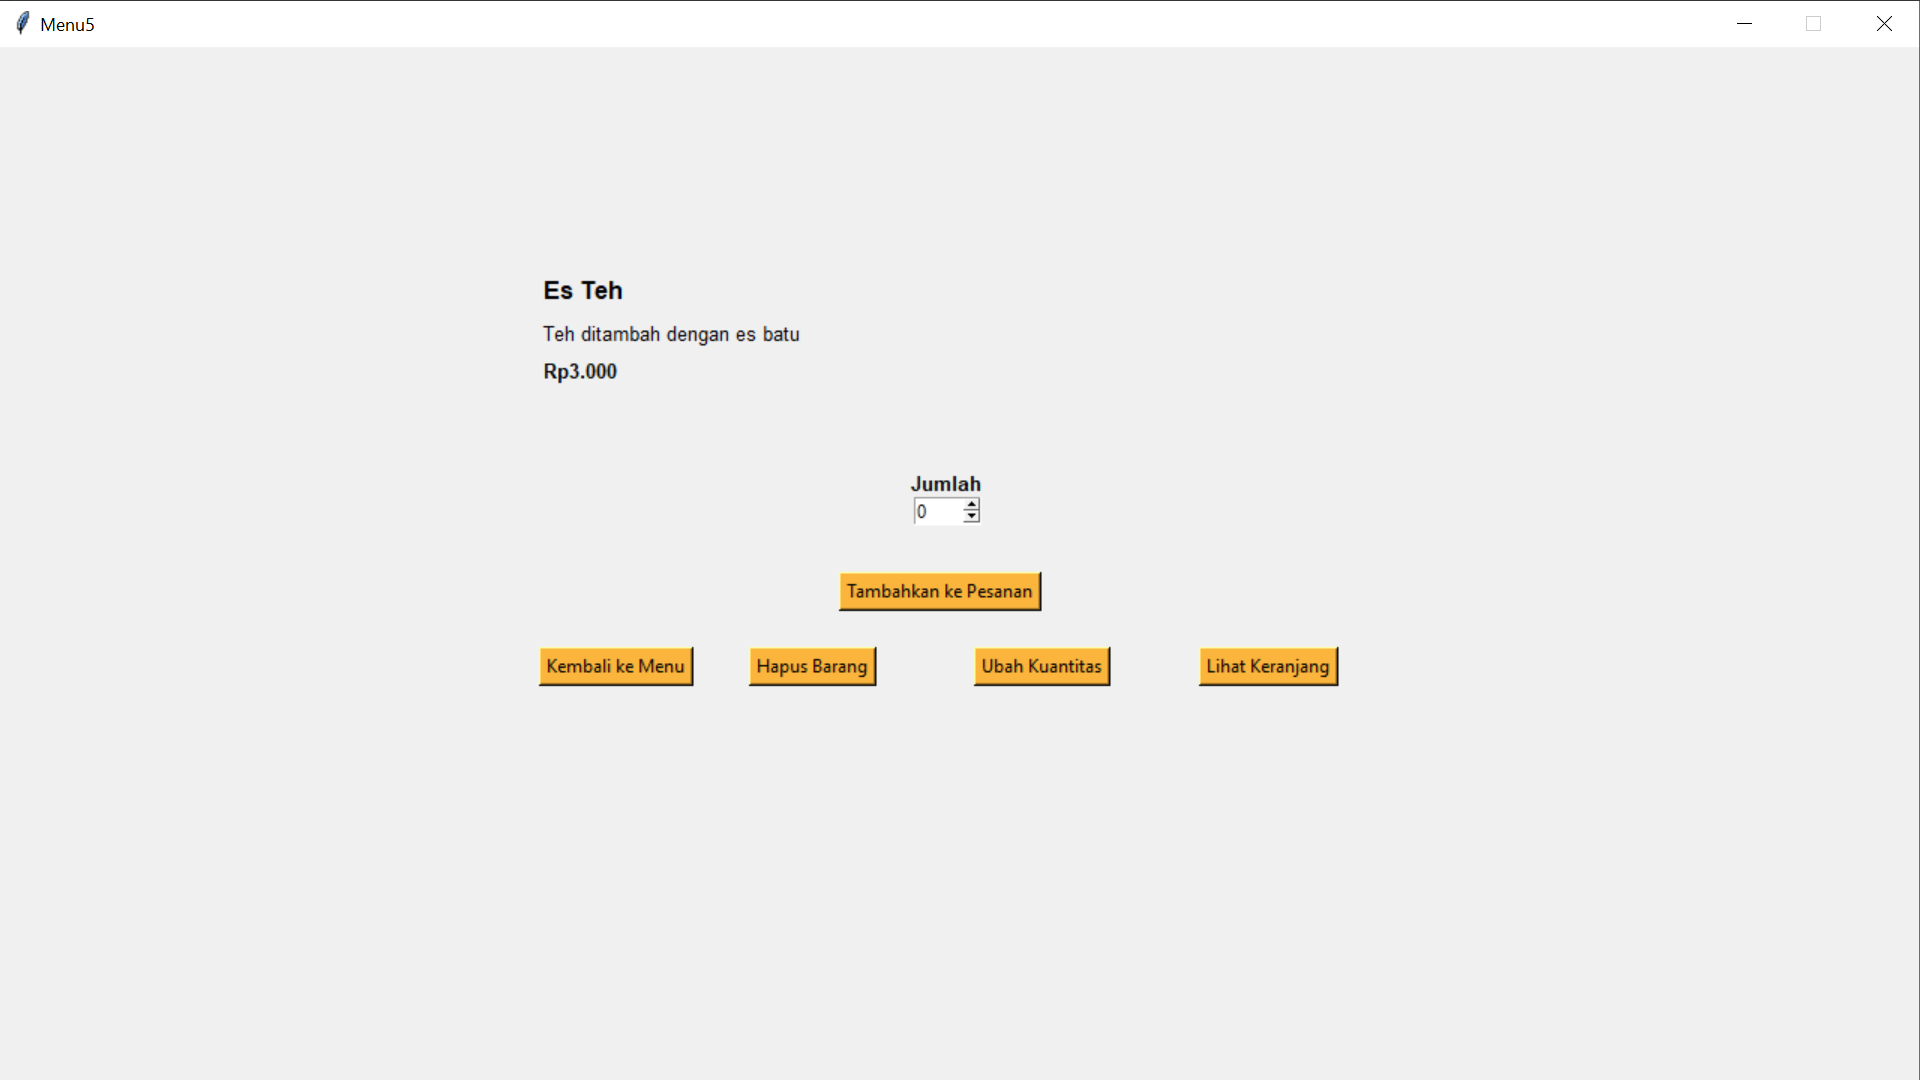 Menu5
Es Teh
Teh ditambah dengan es batu
Rp3.000
Jumlah
0
Tambahkan ke Pesanan
Kembali ke Menu
Hapus Barang
Ubah Kuantitas
Lihat Keranjang